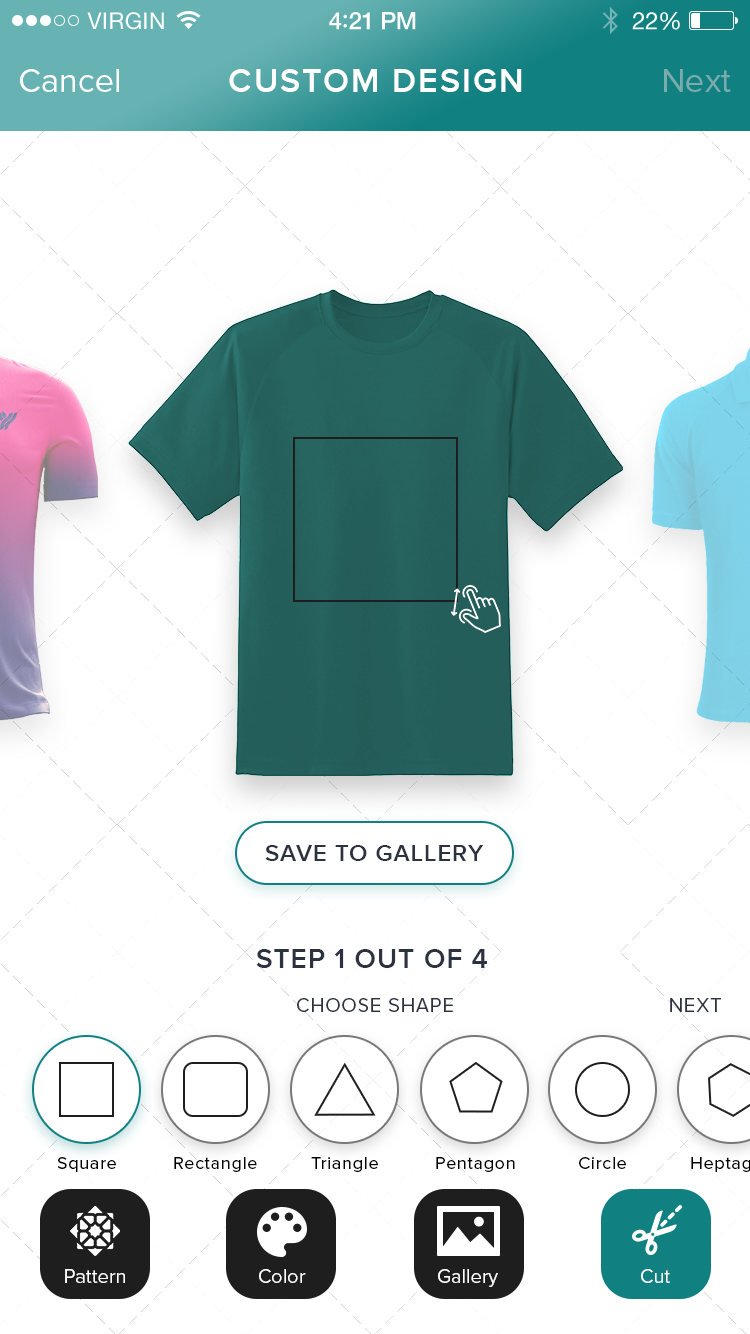 VIRGIN 4:21 PM 22%
Cancel CUSTOM DESIGN Next
SAVE TO GALLERY
STEP 1 OUT OF 4
CHOOSE SHAPE NEXT
Square Rectangle Triangle Pentagon Circle Heptag
Pattern Color Gallery Cut